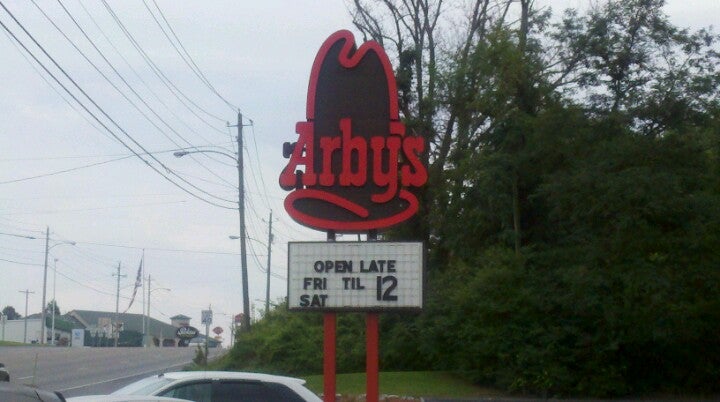 Arby's
OPEN LATE
FRI TIL 12
SAT